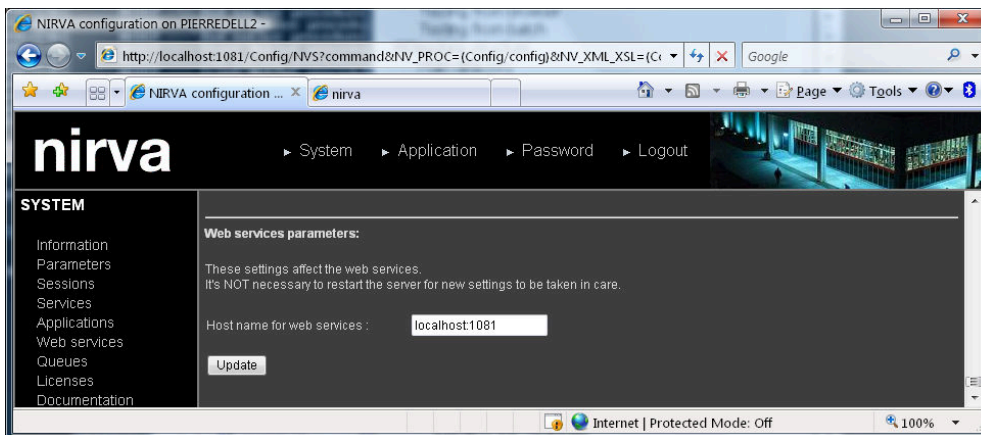 NIRVA configuration on PIERREDELL2 -
http://localhost:1081/Config/NVS?command&NV_PROC={Config/config}&NV_XML_XSL={Co
Google
NIRVA configuration ... X
nirva
Page
Tools
nirva
System
Application
Password
Logout
SYSTEM
Information
Parameters
Sessions
Services
Applications
Web services
Queues
Licenses
Documentation
Web services parameters:
These settings affect the web services.
It's NOT necessary to restart the server for new settings to be taken in care.
Host name for web services :
localhost:1081
Update
Internet | Protected Mode: Off
100%